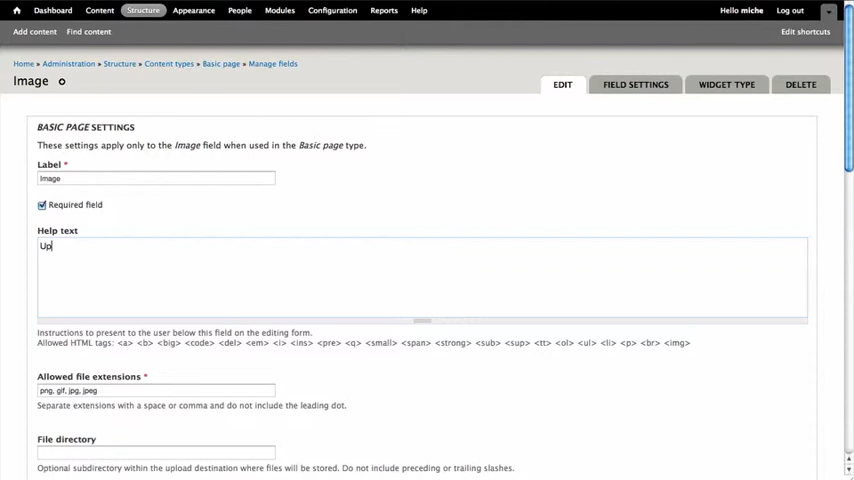 Dashboard Content Structure Appearance People Modules Configuration Reports Help Hello miche Log out
Add content Find content Edit shortcuts
Home » Administration » Structure » Content types » Basic page » Manage fields
Image
EDIT FIELD SETTINGS WIDGET TYPE DELETE
BASIC PAGE SETTINGS
These settings apply only to the Image field when used in the Basic page type.
Label *
Image
Required field
Help text
Up
Instructions to present to the user below this field on the editing form.
Allowed HTML tags: <a> <b> <big> <code> <del> <em> <i> <ins> <pre> <q> <small> <span> <strong> <sub> <sup> <tt> <ol> <ul> <li> <p> <br> <img>
Allowed file extensions *
png, gif, jpg, jpeg
Separate extensions with a space or comma and do not include the leading dot.
File directory
Optional subdirectory within the upload destination where files will be stored. Do not include preceding or trailing slashes.